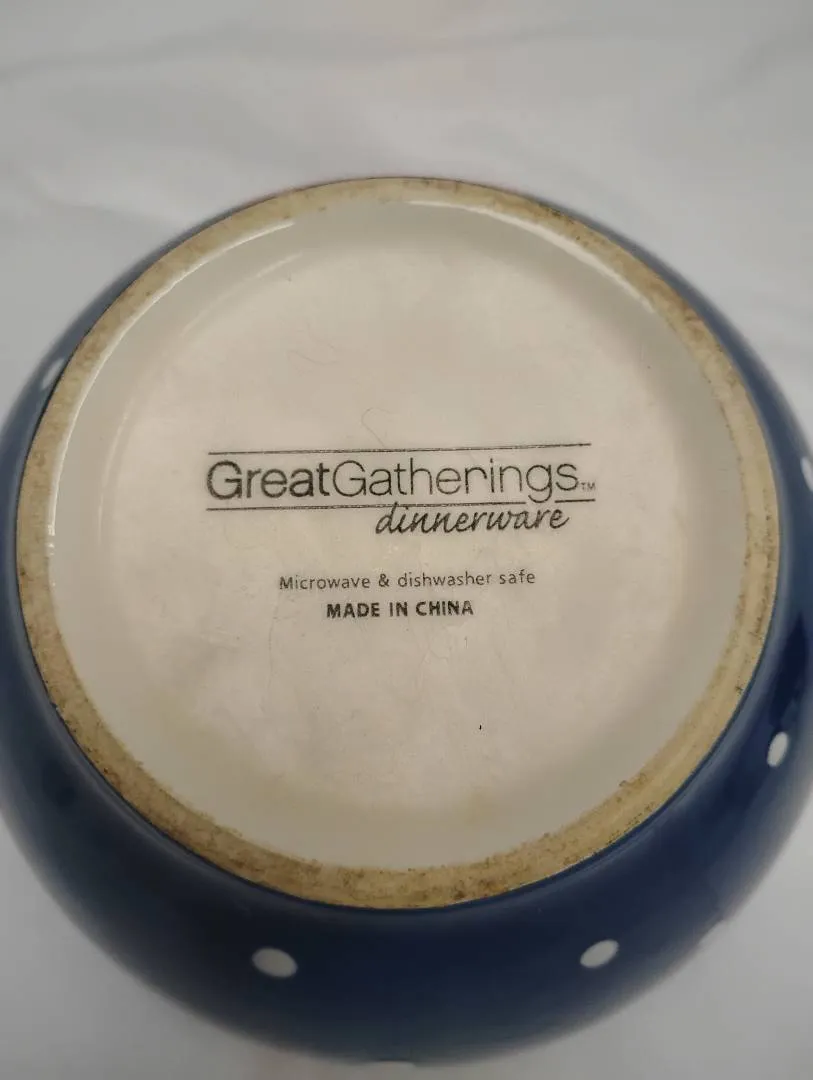 GreatGatherings™
dinnerware
Microwave & dishwasher safe
MADE IN CHINA